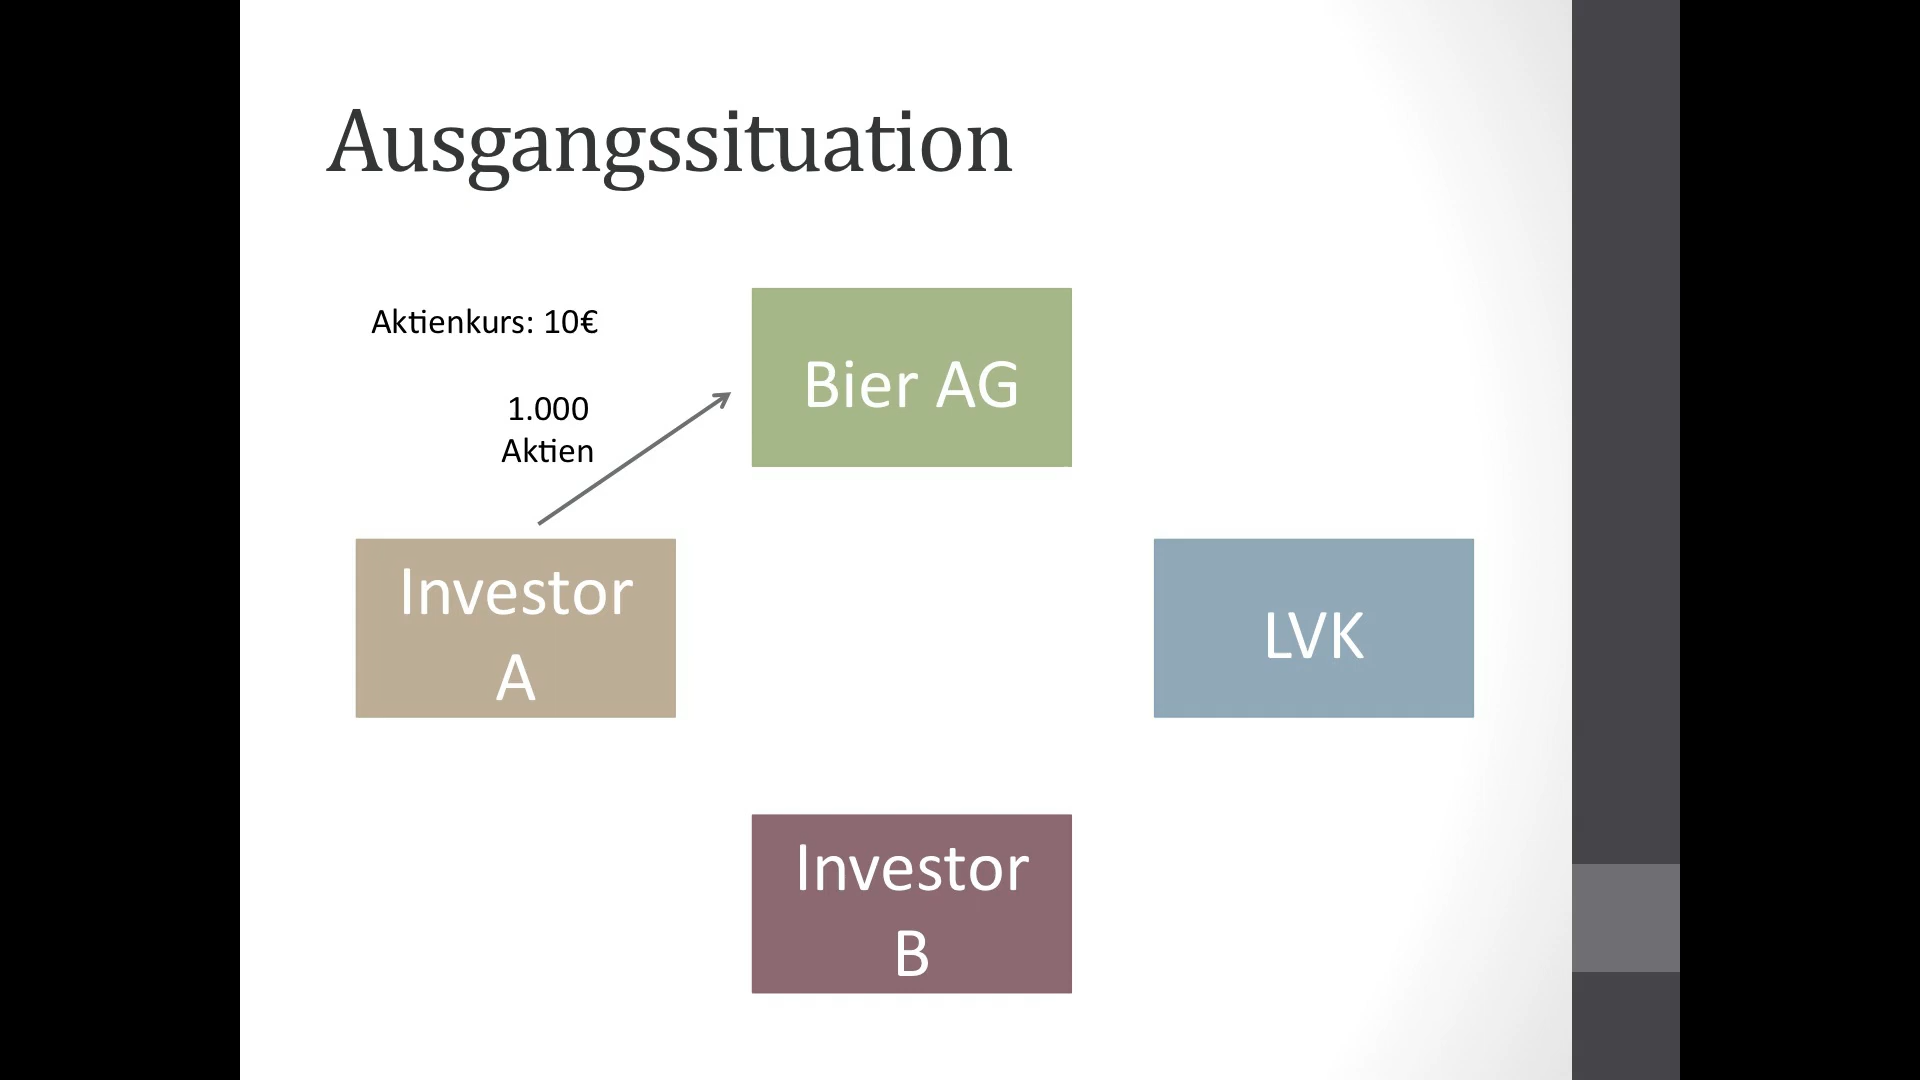 Ausgangssituation
Aktienkurs: 10€
Bier AG
1.000
Aktien
Investor
A
LVK
Investor
B